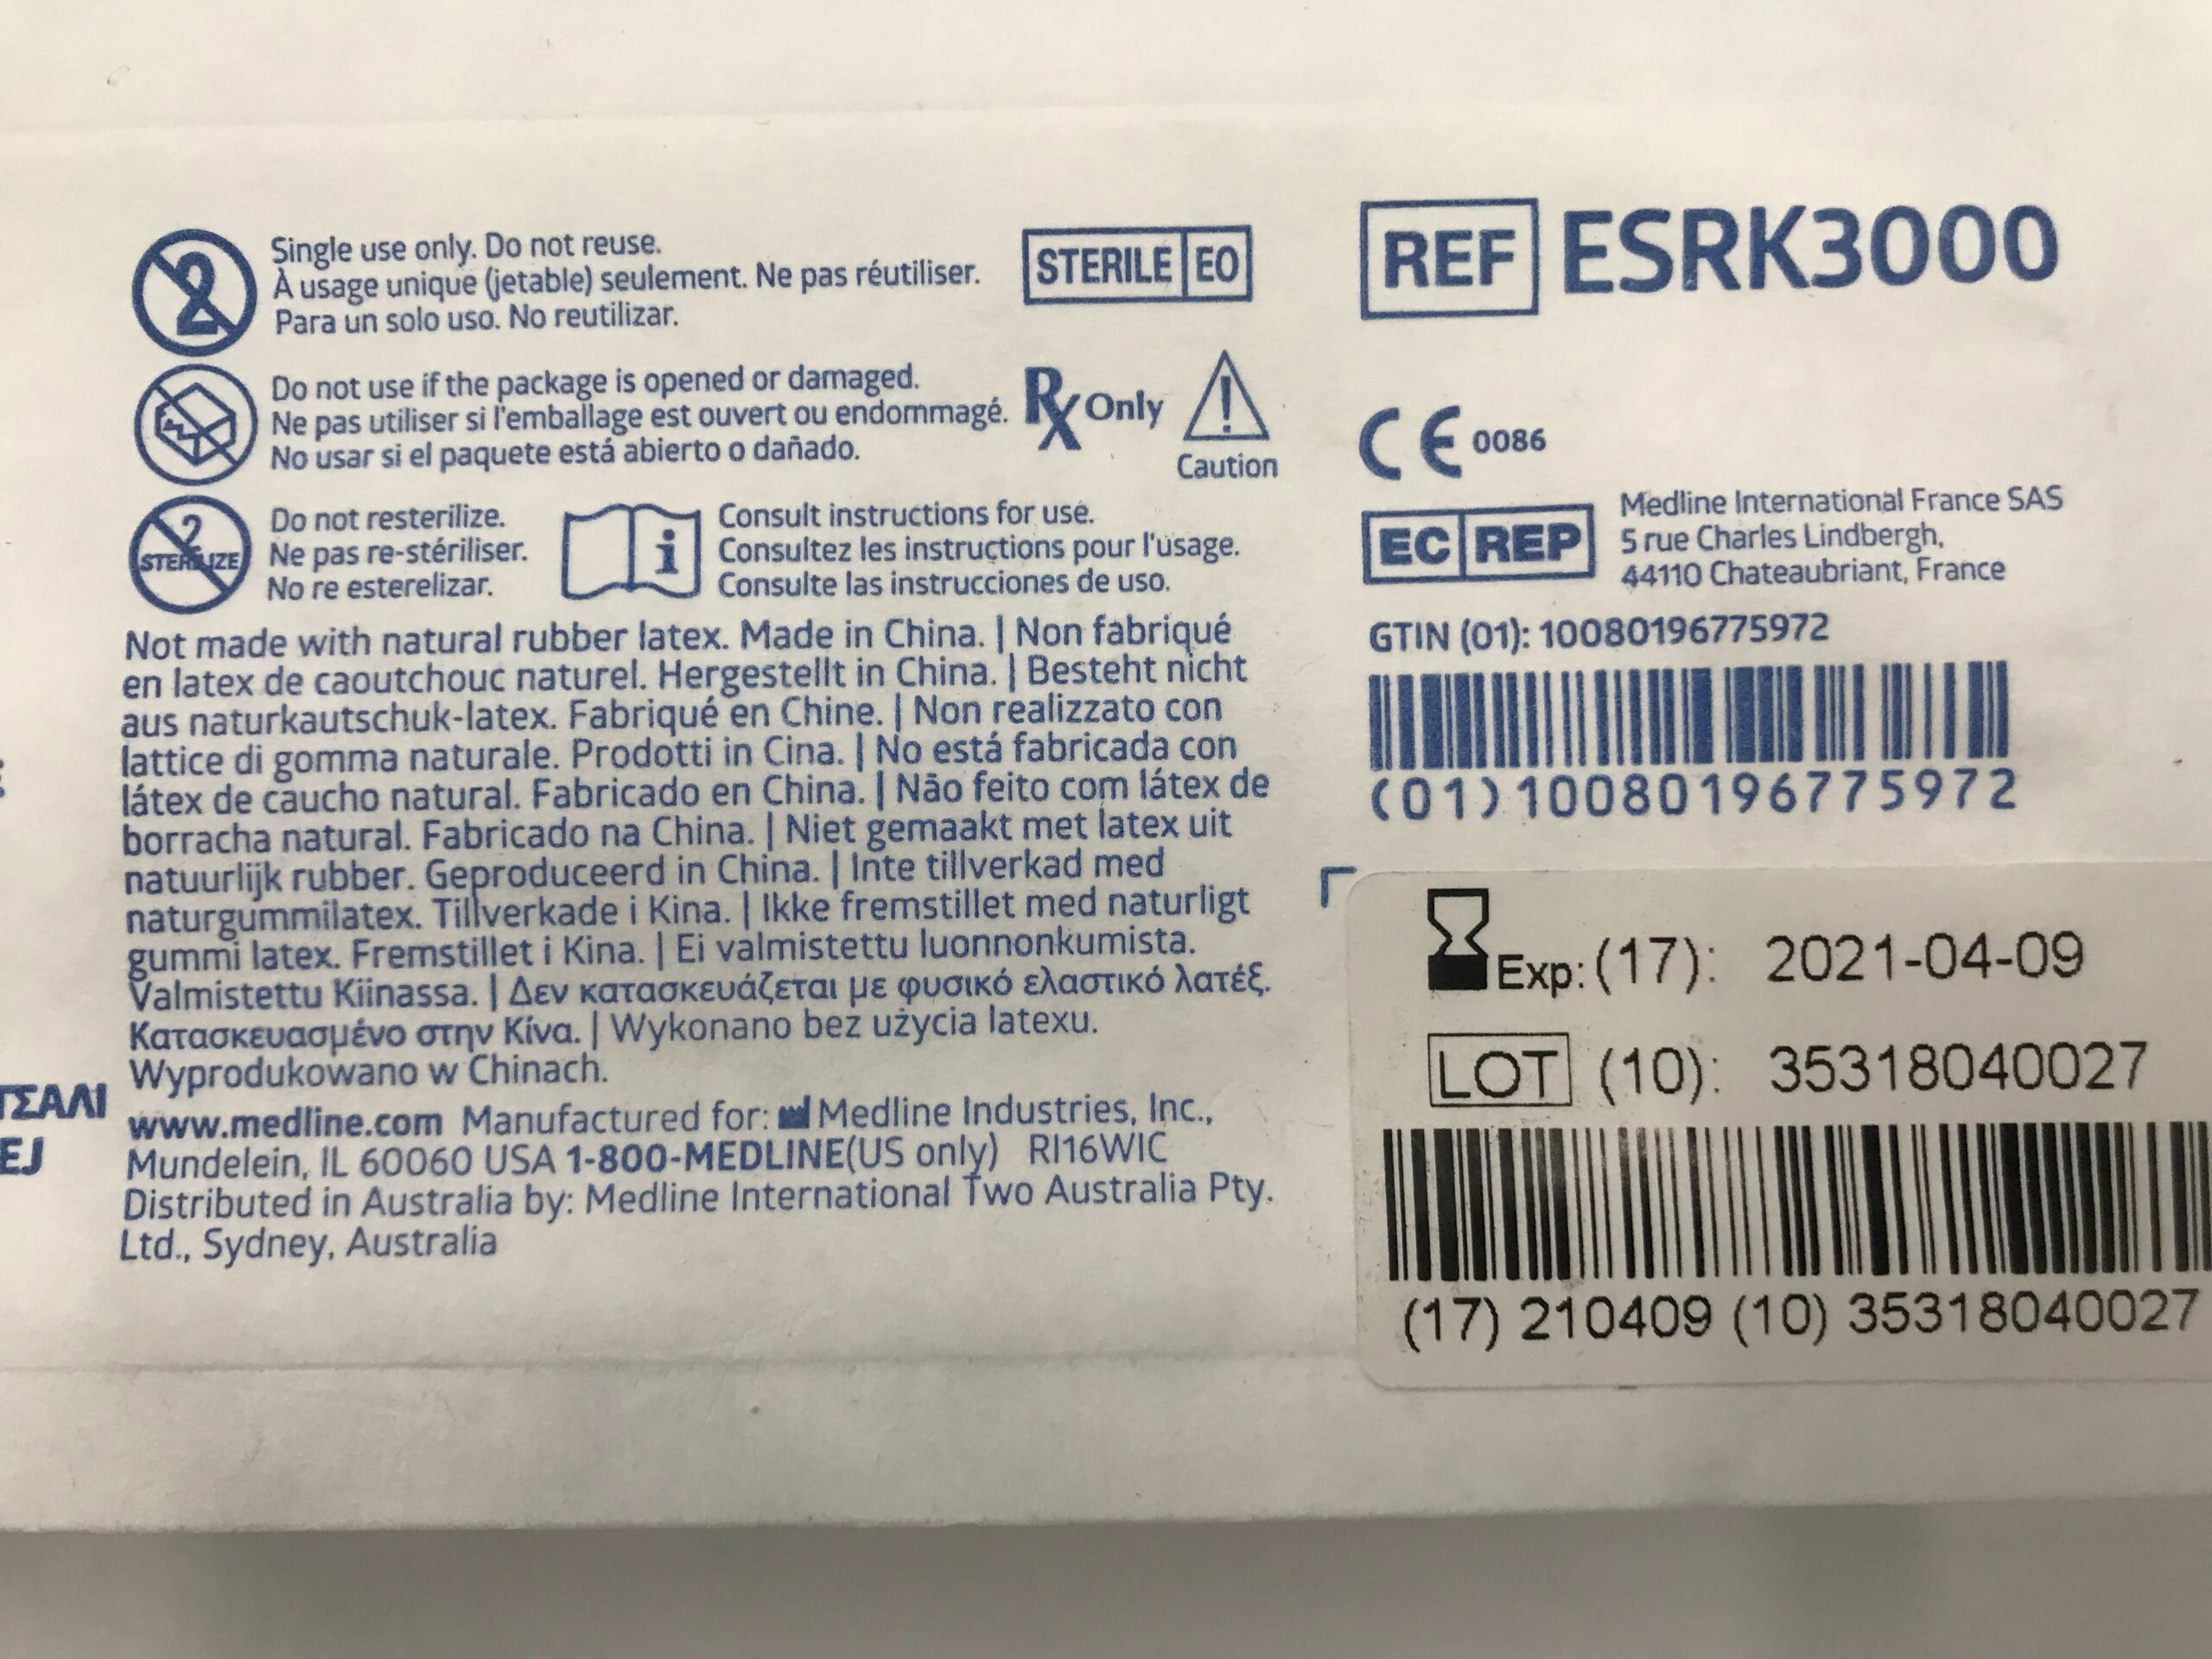 Single use only. Do not reuse.
À usage unique (jetable) seulement. Ne pas réutiliser.
Para un solo uso. No reutilizar.
STERILE EO
Do not use if the package is opened or damaged.
Ne pas utiliser si l'emballage est ouvert ou endommagé.
No usar si el paquete está abierto o dañado.
Rx Only
Caution
2
STERILIZE
Do not resterilize.
Ne pas re-stériliser.
No re esterelizar.
i
Consult instructions for use.
Consultez les instructions pour l'usage.
Consulte las instrucciones de uso.
Not made with natural rubber latex. Made in China. | Non fabriqué
en latex de caoutchouc naturel. Hergestellt in China. | Besteht nicht
aus naturkautschuk-latex. Fabriqué en Chine. | Non realizzato con
lattice di gomma naturale. Prodotti in Cina. | No está fabricada con
látex de caucho natural. Fabricado en China. | Não feito com látex de
borracha natural. Fabricado na China. | Niet gemaakt met latex uit
natuurlijk rubber. Geproduceerd in China. | Inte tillverkad med
naturgummilatex. Tillverkade i Kina. | Ikke fremstillet med naturligt
gummi latex. Fremstillet i Kina. | Ei valmistettu luonnonkumista.
Valmistettu Kiinassa. | Δεν κατασκευάζεται με φυσικό ελαστικό λατέξ.
Κατασκευασμένο στην Κίνα. | Wykonano bez użycia latexu.
Wyprodukowano w Chinach.
www.medline.com Manufactured for: Medline Industries, Inc.,
Mundelein, IL 60060 USA 1-800-MEDLINE(US only) RI16WIC
Distributed in Australia by: Medline International Two Australia Pty.
Ltd., Sydney, Australia
ΤΣΑΛΙ
EJ
REF ESRK3000
CE 0086
EC REP
Medline International France SAS
5 rue Charles Lindbergh,
44110 Chateaubriant, France
GTIN (01): 10080196775972
(01)10080196775972
Exp: (17): 2021-04-09
LOT (10): 35318040027
(17) 210409 (10) 35318040027